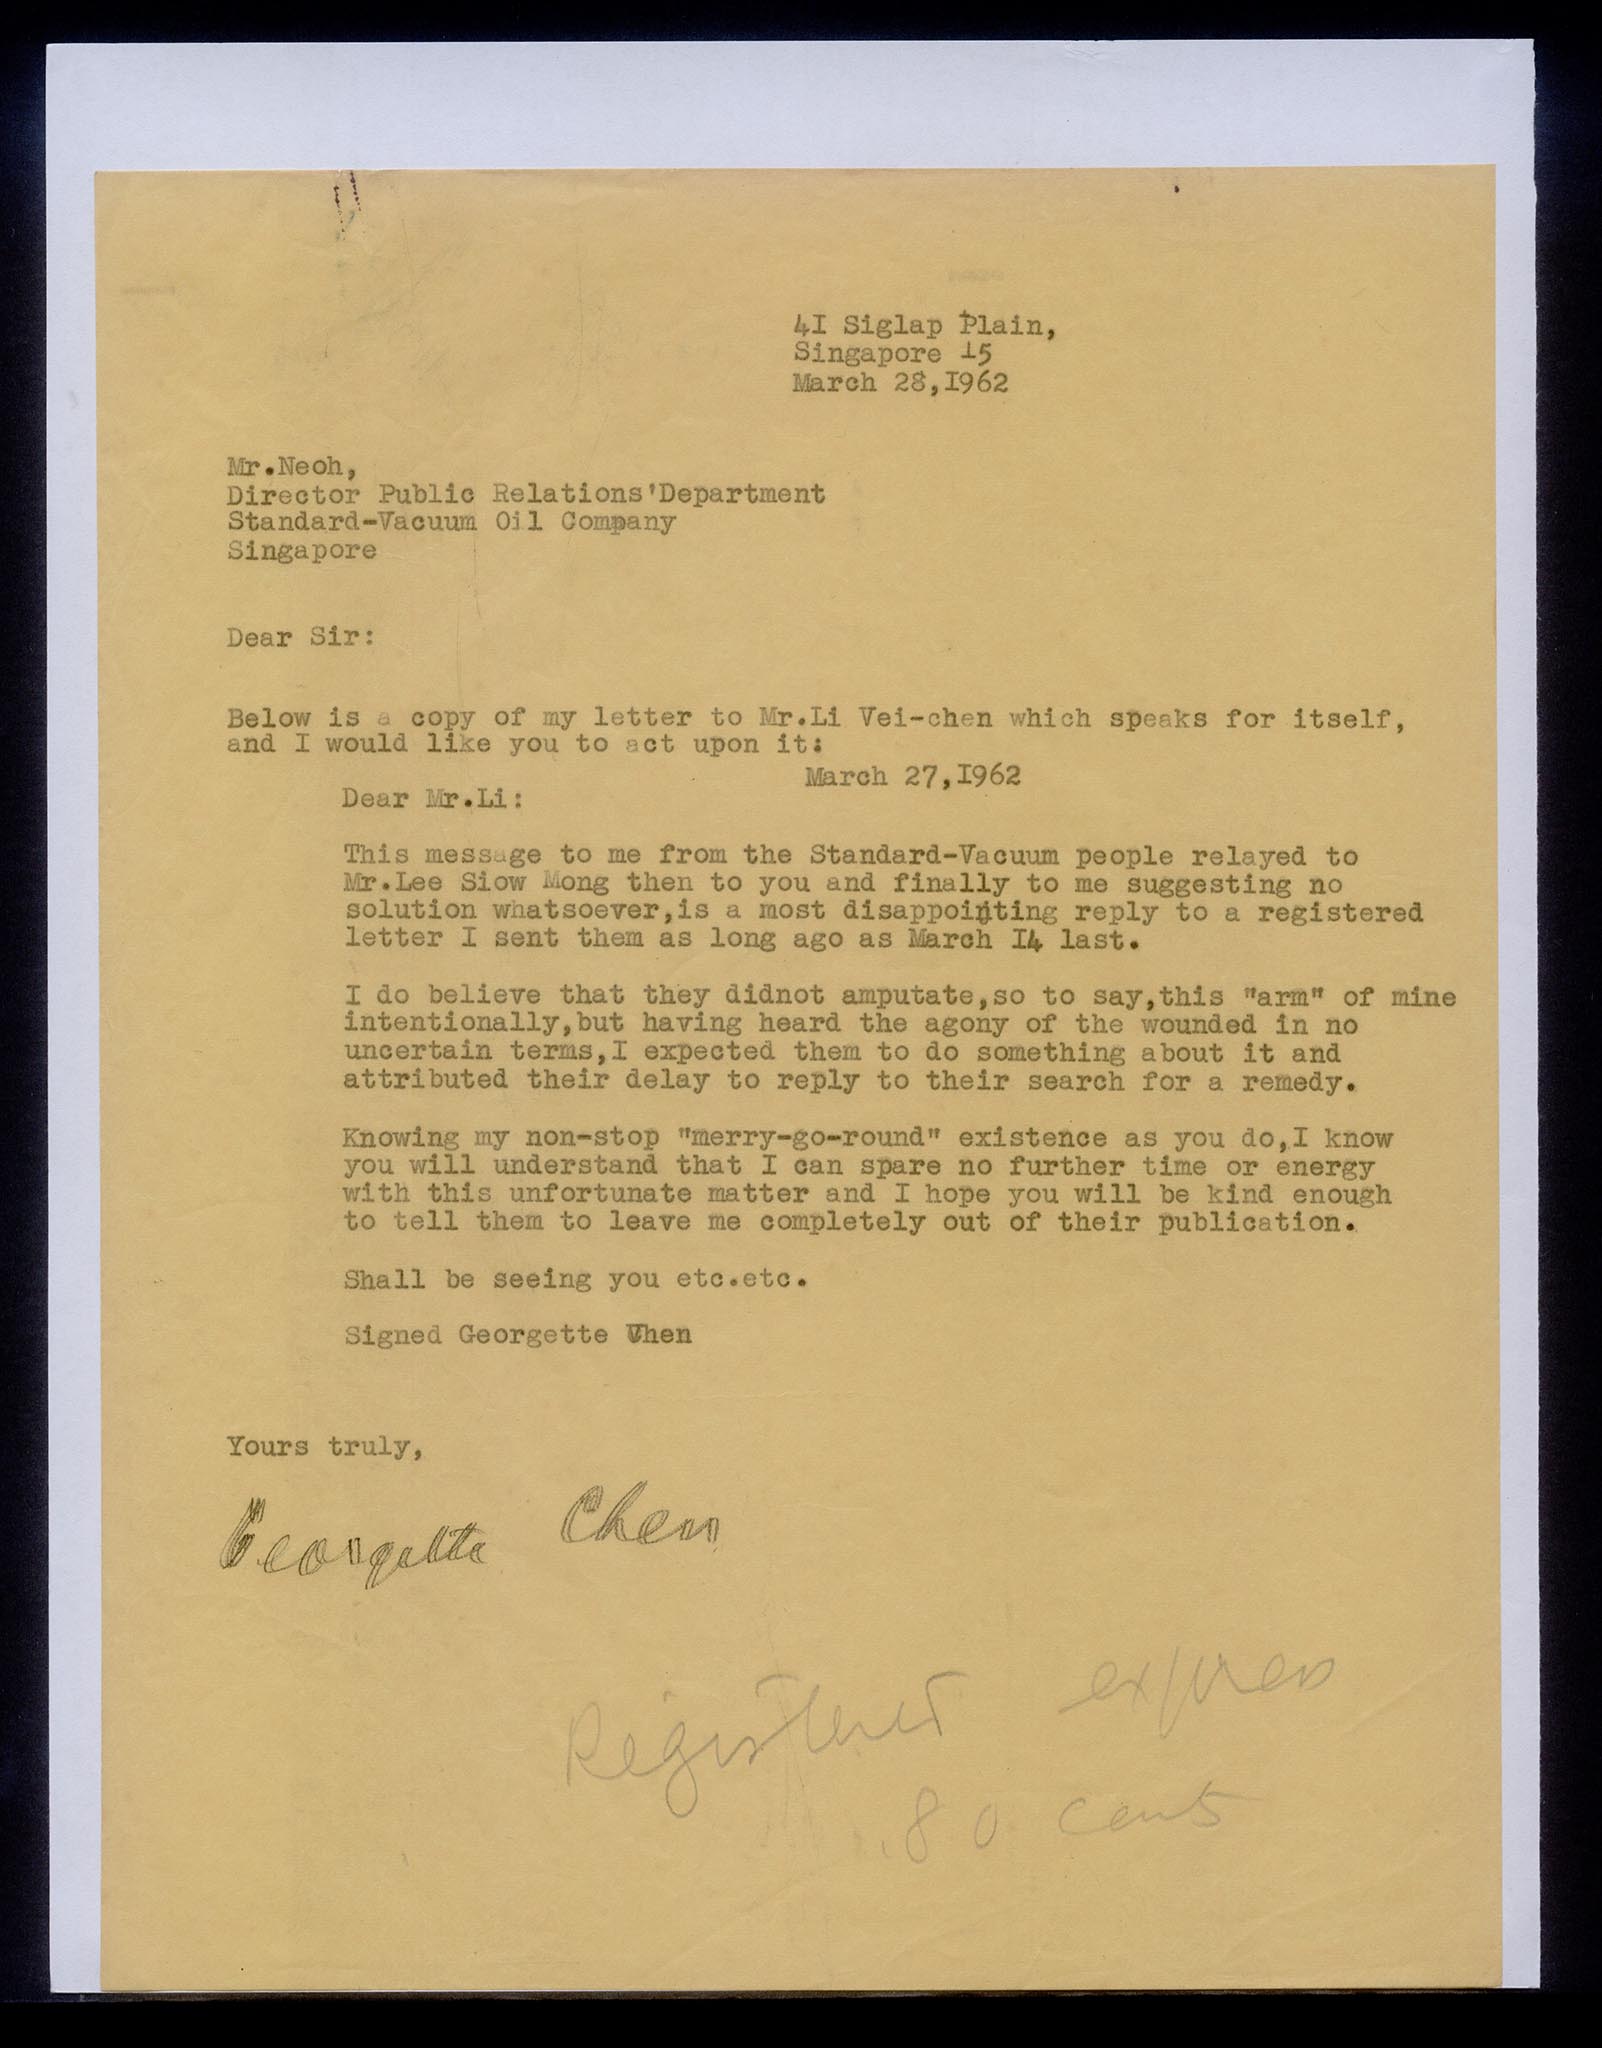 41 Siglap Plain,
Singapore 15
March 28,I962
Mr.Neoh,
Director Public Relations'Department
Standard-Vacuum Oil Company
Singapore
Dear Sir:
Below is a copy of my letter to Mr.Li Vei-chen which speaks for itself,
and I would like you to act upon it:
March 27,I962
Dear Mr.Li:
This message to me from the Standard-Vacuum people relayed to
Mr.Lee Siow Mong then to you and finally to me suggesting no
solution whatsoever,is a most disappointing reply to a registered
letter I sent them as long ago as March I4 last.
I do believe that they didnot amputate,so to say,this "arm" of mine
intentionally,but having heard the agony of the wounded in no
uncertain terms,I expected them to do something about it and
attributed their delay to reply to their search for a remedy.
Knowing my non-stop "merry-go-round" existence as you do,I know
you will understand that I can spare no further time or energy
with this unfortunate matter and I hope you will be kind enough
to tell them to leave me completely out of their publication.
Shall be seeing you etc.etc.
Signed Georgette Chen
Yours truly,
Georgette Chen
Registered express
.80 cents